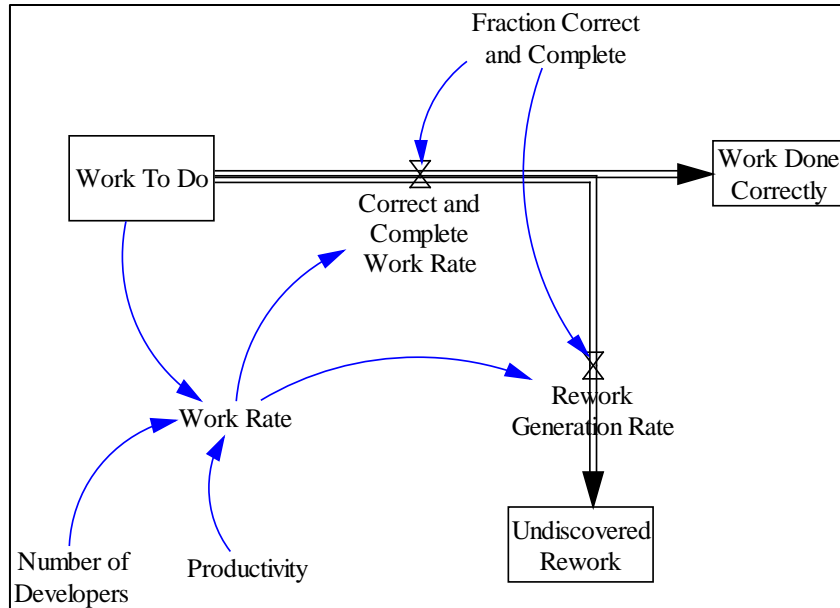 Fraction Correct
and Complete
Work To Do
Work Done
Correctly
Correct and
Complete
Work Rate
Work Rate
Rework
Generation Rate
Number of
Developers
Productivity
Undiscovered
Rework